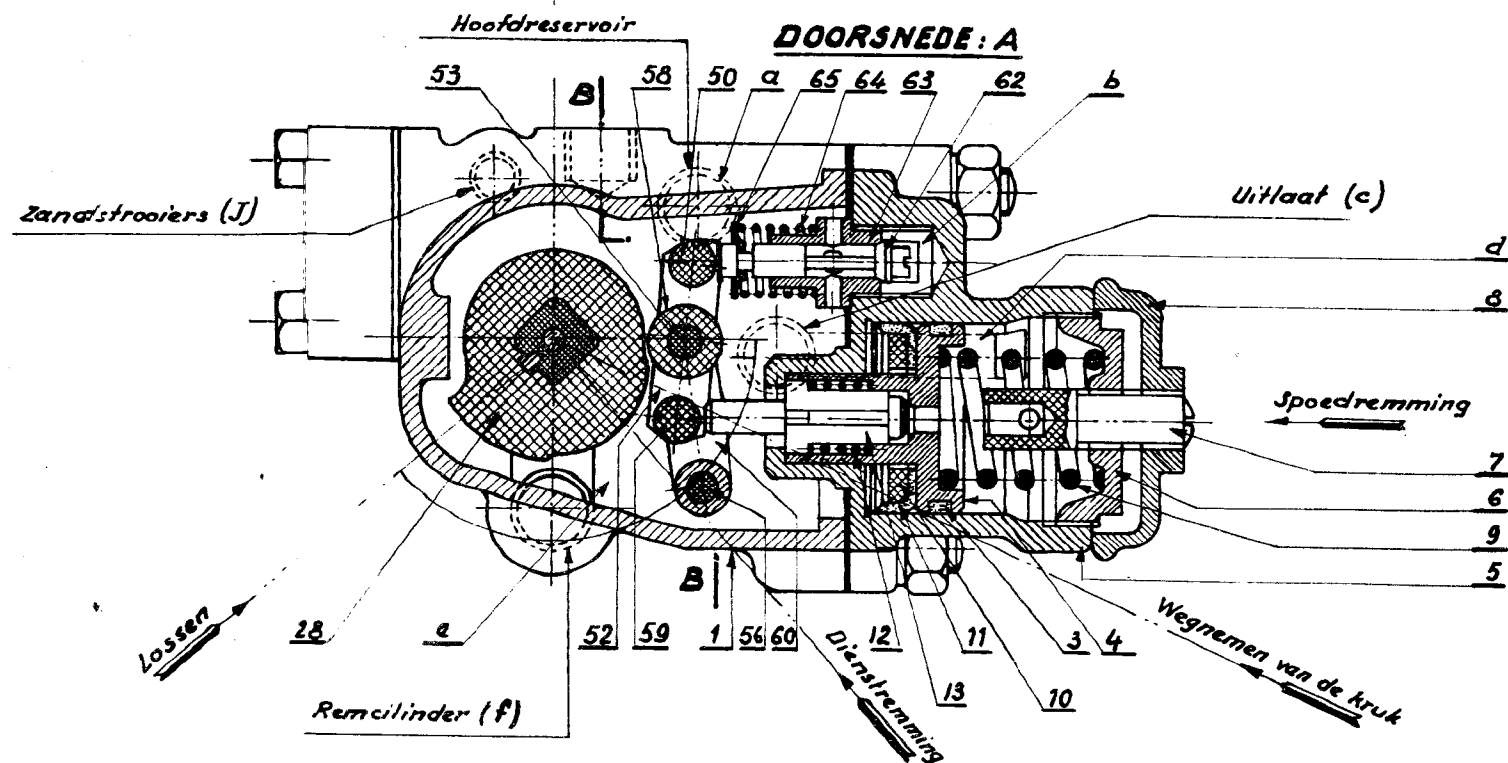 Hoofdreservoir
DOORSNEDE: A
53
B
58
50
a
65
64
63
62
b
Zandstrooiers (J)
Uitlaat (c)
d
8
Spoedremming
7
6
9
5
Lossen
28
e
52
59
B
1
56
60
Dienstremming
12
13
11
10
3
4
Wegnemen van de kruk
Remcilinder (f)